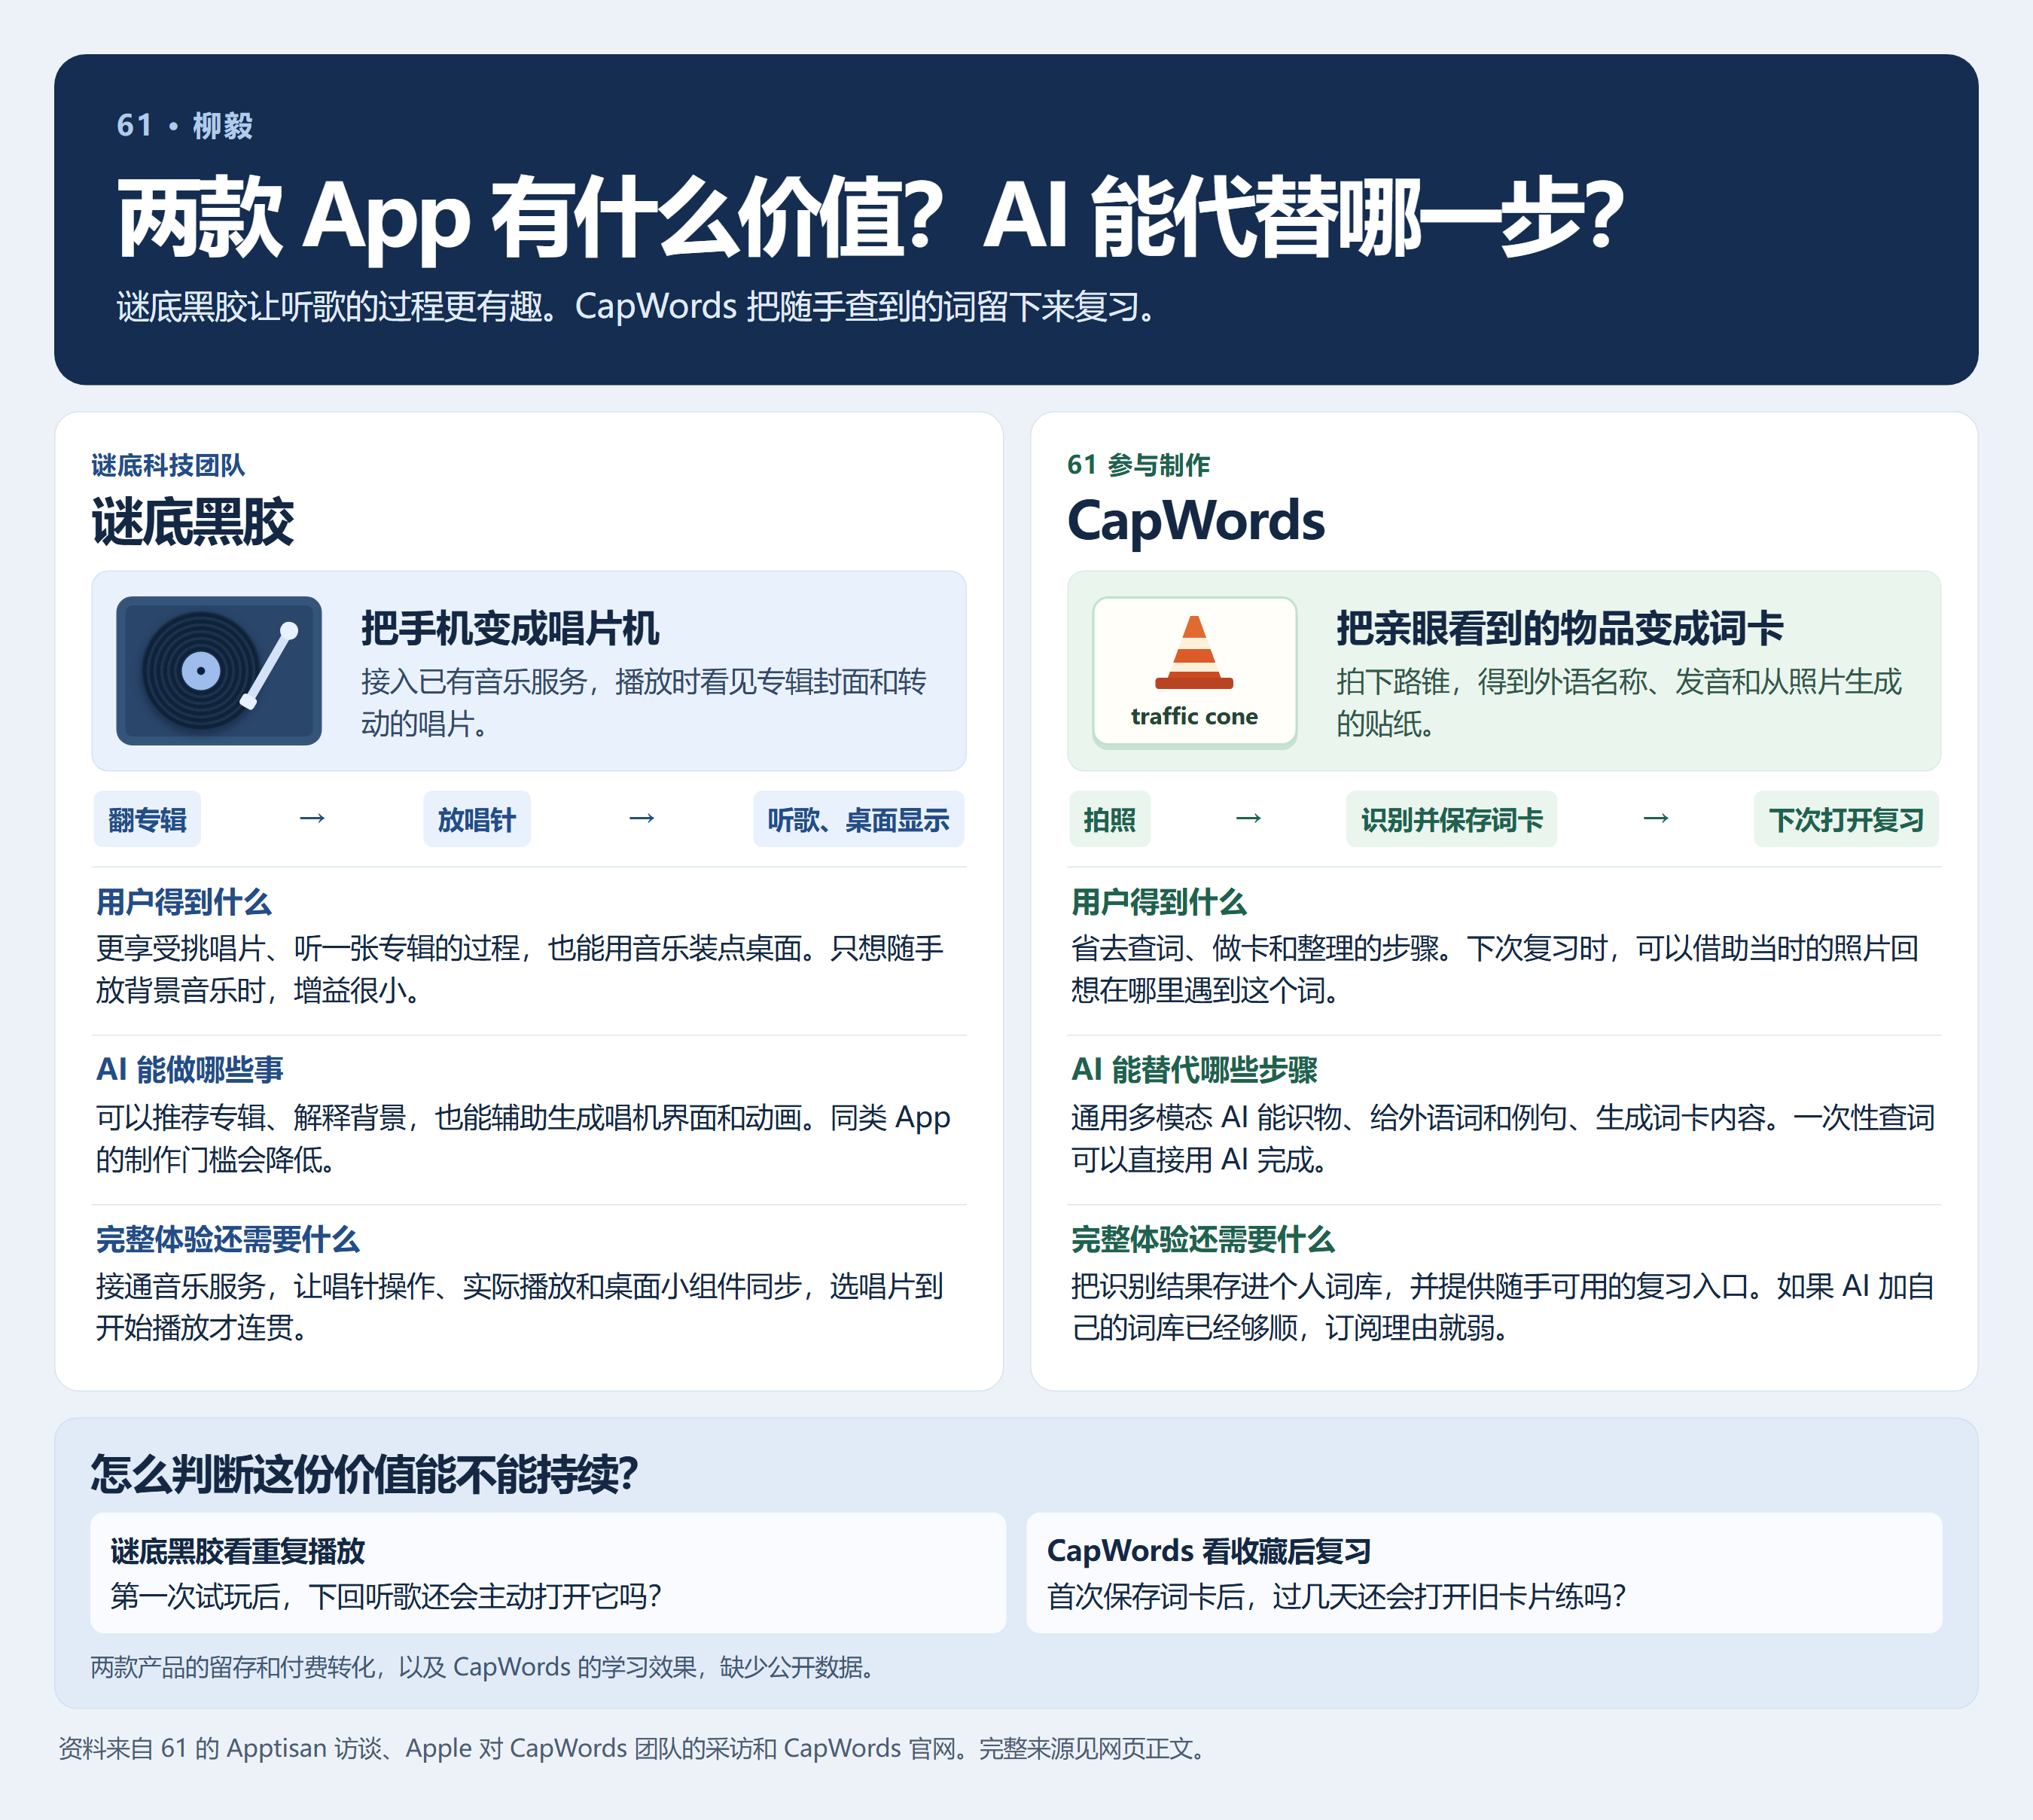 61 · 柳毅
两款 App 有什么价值？AI 能代替哪一步？
谜底黑胶让听歌的过程更有趣。CapWords 把随手查到的词留下来复习。
谜底科技团队
谜底黑胶
把手机变成唱片机
接入已有音乐服务，播放时看见专辑封面和转
动的唱片。
翻专辑 → 放唱针 → 听歌、桌面显示
用户得到什么
更享受挑唱片、听一张专辑的过程，也能用音乐装点桌面。只想随手
放背景音乐时，增益很小。
AI 能做哪些事
可以推荐专辑、解释背景，也能辅助生成唱机界面和动画。同类 App
的制作门槛会降低。
完整体验还需要什么
接通音乐服务，让唱针操作、实际播放和桌面小组件同步，选唱片到
开始播放才连贯。
61 参与制作
CapWords
traffic cone
把亲眼看到的物品变成词卡
拍下路锥，得到外语名称、发音和从照片生成
的贴纸。
拍照 → 识别并保存词卡 → 下次打开复习
用户得到什么
省去查词、做卡和整理的步骤。下次复习时，可以借助当时的照片回
想在哪里遇到这个词。
AI 能替代哪些步骤
通用多模态 AI 能识物、给外语词和例句、生成词卡内容。一次性查词
可以直接用 AI 完成。
完整体验还需要什么
把识别结果存进个人词库，并提供随手可用的复习入口。如果 AI 加自
己的词库已经够顺，订阅理由就弱。
怎么判断这份价值能不能持续？
谜底黑胶看重复播放
第一次试玩后，下回听歌还会主动打开它吗？
CapWords 看收藏后复习
首次保存词卡后，过几天还会打开旧卡片练吗？
两款产品的留存和付费转化，以及 CapWords 的学习效果，缺少公开数据。
资料来自 61 的 Apptisan 访谈、Apple 对 CapWords 团队的采访和 CapWords 官网。完整来源见网页正文。